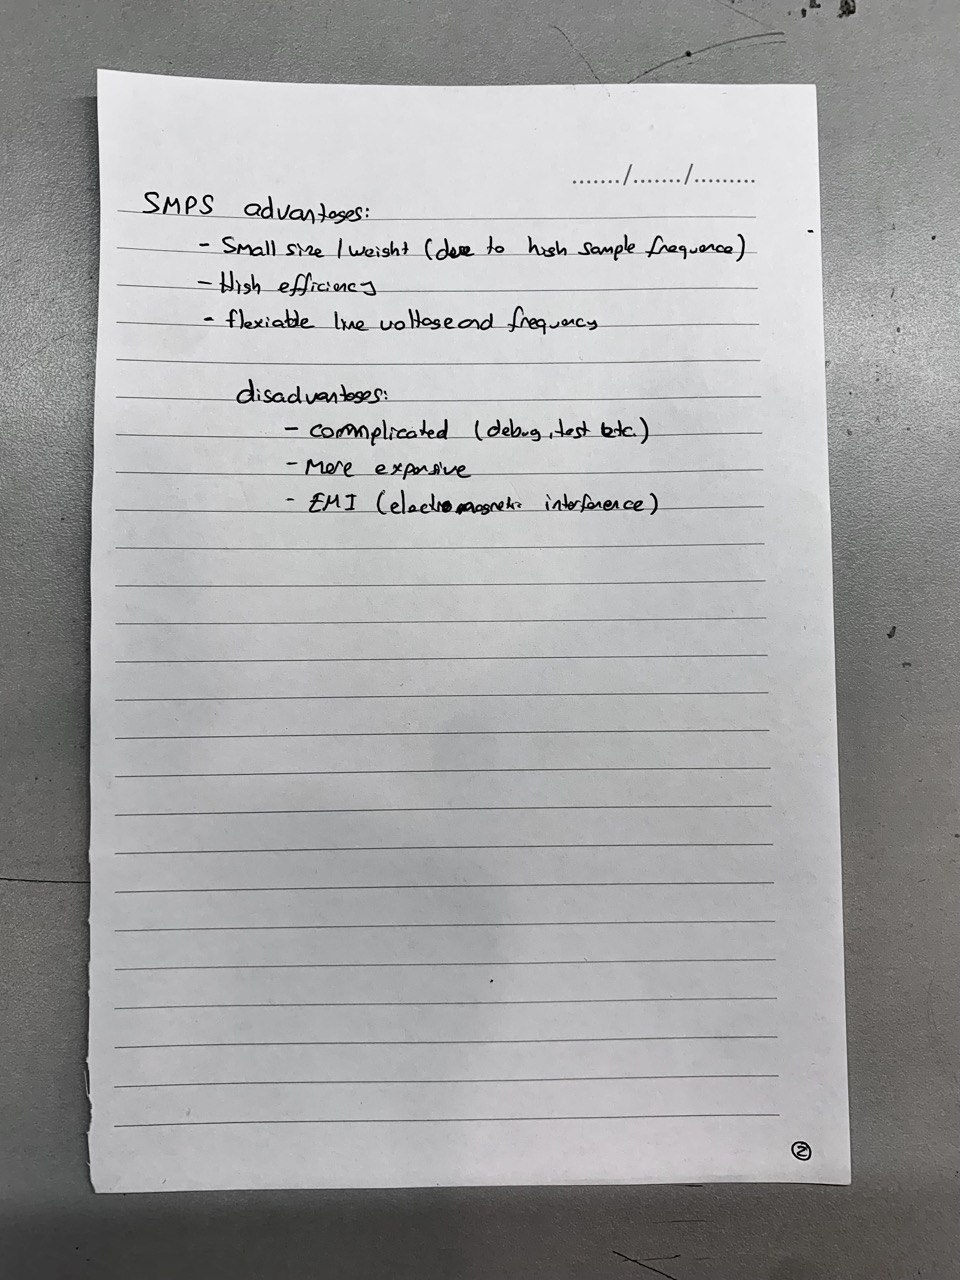 ......./......./.........
SMPS advantages:
- Small size / weight (due to high sample frequence)
- High efficiency
- flexiable line voltage and frequency
disadvantages:
- complicated (debug, test etc.)
- More expensive
- EMI (electromagnetic interference)
②